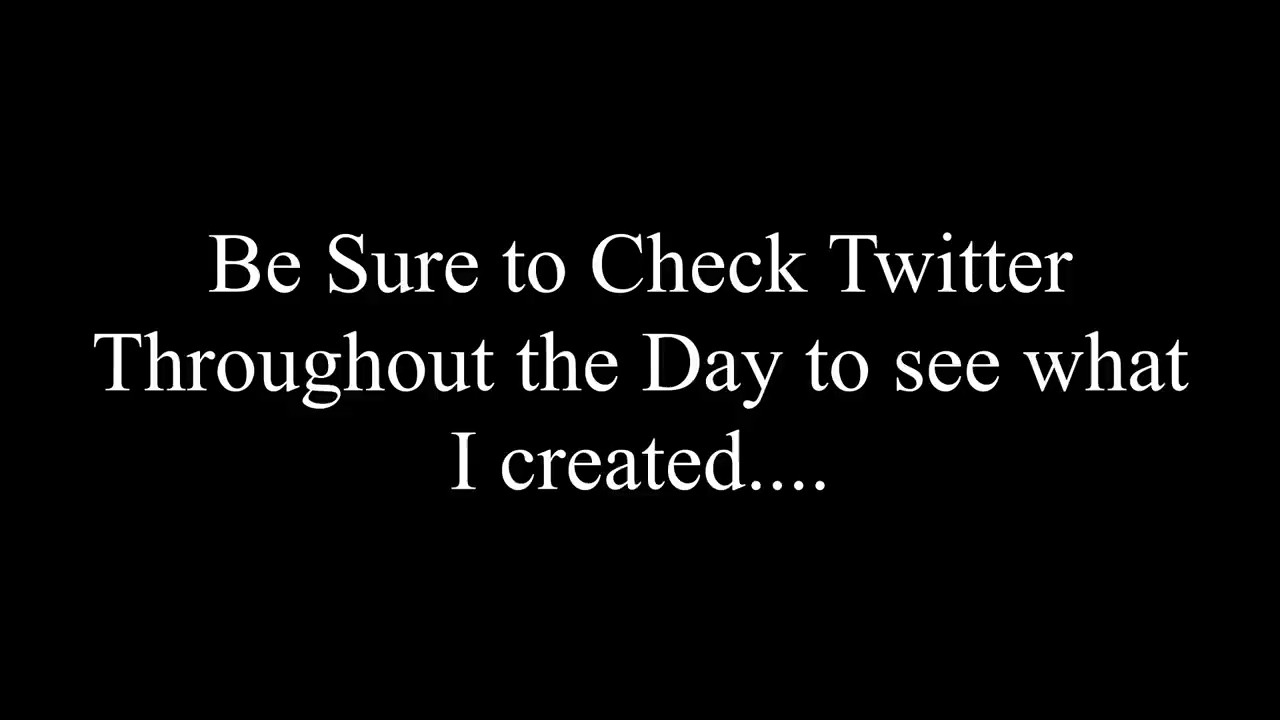 Be Sure to Check Twitter
Throughout the Day to see what
I created....